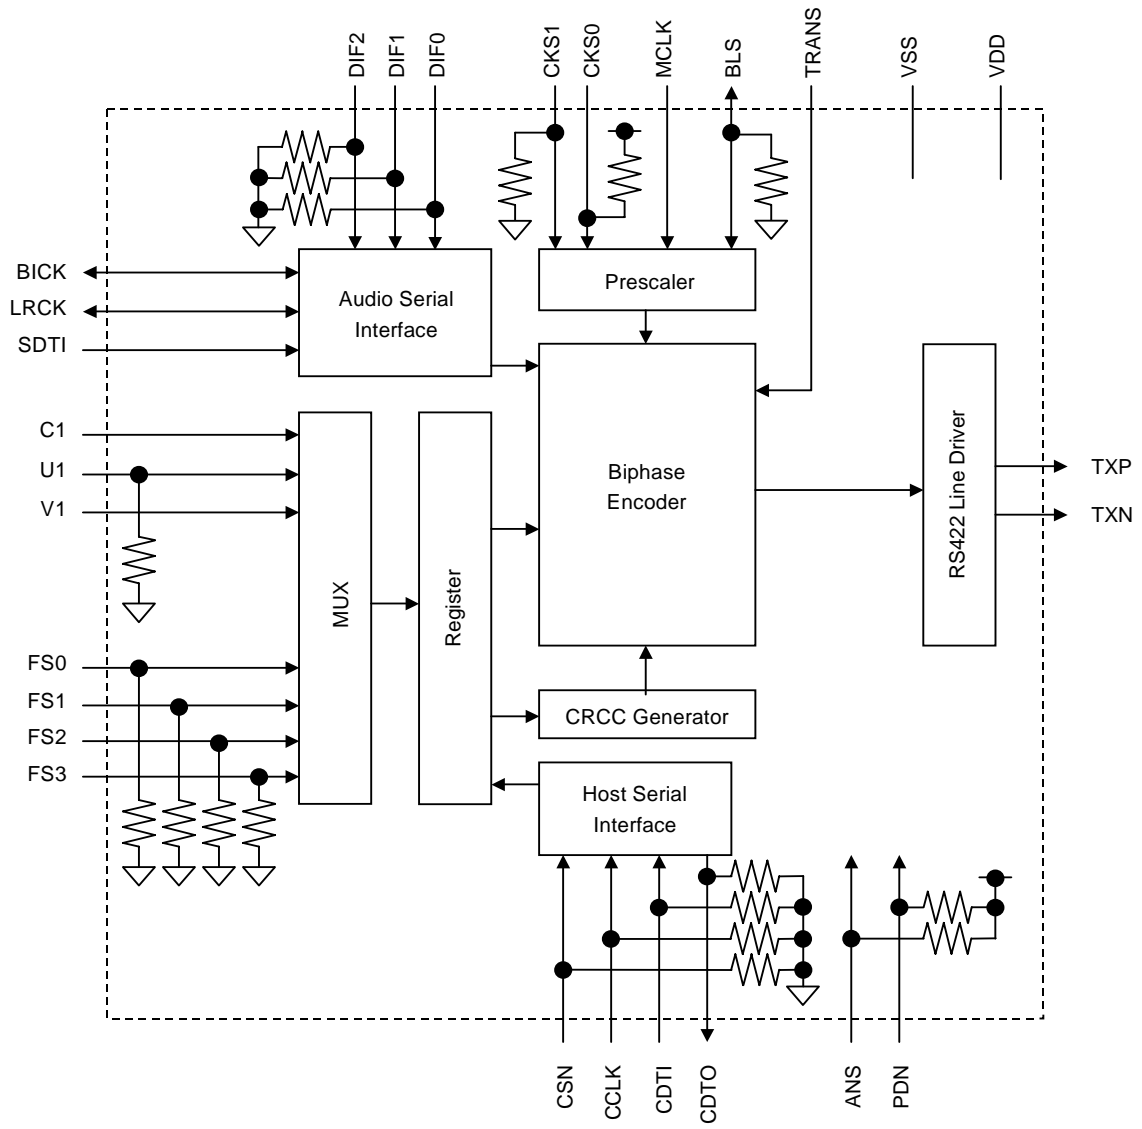 DIF2
DIF1
DIF0
CKS1
CKS0
MCLK
BLS
TRANS
VSS
VDD
BICK
LRCK
SDTI
Audio Serial
Interface
Prescaler
C1
U1
V1
FS0
FS1
FS2
FS3
MUX
Register
Biphase
Encoder
CRCC Generator
Host Serial
Interface
RS422 Line Driver
TXP
TXN
CSN
CCLK
CDTI
CDTO
ANS
PDN